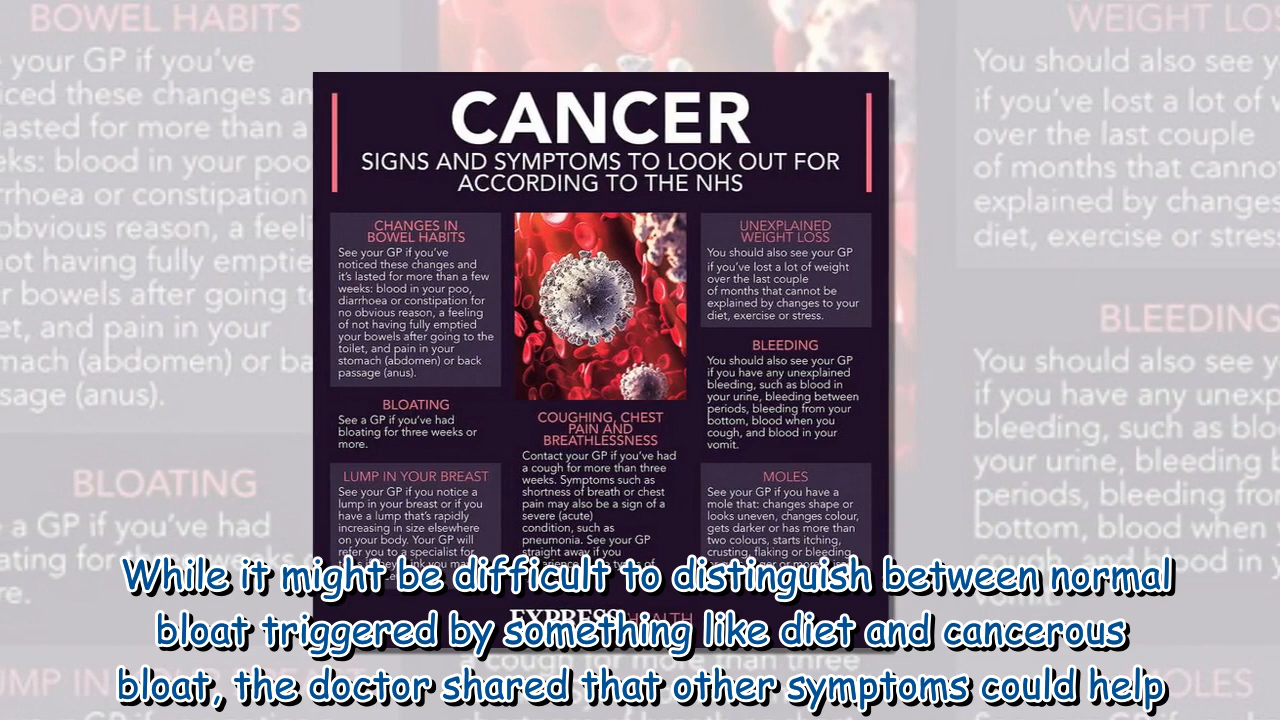 CANCER
SIGNS AND SYMPTOMS TO LOOK OUT FOR
ACCORDING TO THE NHS
CHANGES IN
BOWEL HABITS
See your GP if you've
noticed these changes and
it's lasted for more than a few
weeks: blood in your poo,
diarrhoea or constipation for
no obvious reason, a feeling
of not having fully emptied
your bowels after going to the
toilet, and pain in your
stomach (abdomen) or back
passage (anus).
BLOATING
See a GP if you've had
bloating for three weeks or
more.
LUMP IN YOUR BREAST
See your GP if you notice a
lump in your breast or if you
have a lump that's rapidly
increasing in size elsewhere
on your body. Your GP will
refer you to a specialist for
COUGHING, CHEST
PAIN AND
BREATHLESSNESS
Contact your GP if you've had
a cough for more than three
weeks. Symptoms such as
shortness of breath or chest
pain may also be a sign of a
severe (acute)
condition, such as
pneumonia. See your GP
straight away if you
UNEXPLAINED
WEIGHT LOSS
You should also see your GP
if you've lost a lot of weight
over the last couple
of months that cannot be
explained by changes to your
diet, exercise or stress.
BLEEDING
You should also see your GP
if you have any unexplained
bleeding, such as blood in
your urine, bleeding between
periods, bleeding from your
bottom, blood when you
cough, and blood in your
vomit.
MOLES
See your GP if you have a
mole that: changes shape or
looks uneven, changes colour,
gets darker or has more than
two colours, starts itching,
crusting, flaking or bleeding
EXPRESS HEALTH
While it might be difficult to distinguish between normal
bloat triggered by something like diet and cancerous
bloat, the doctor shared that other symptoms could help